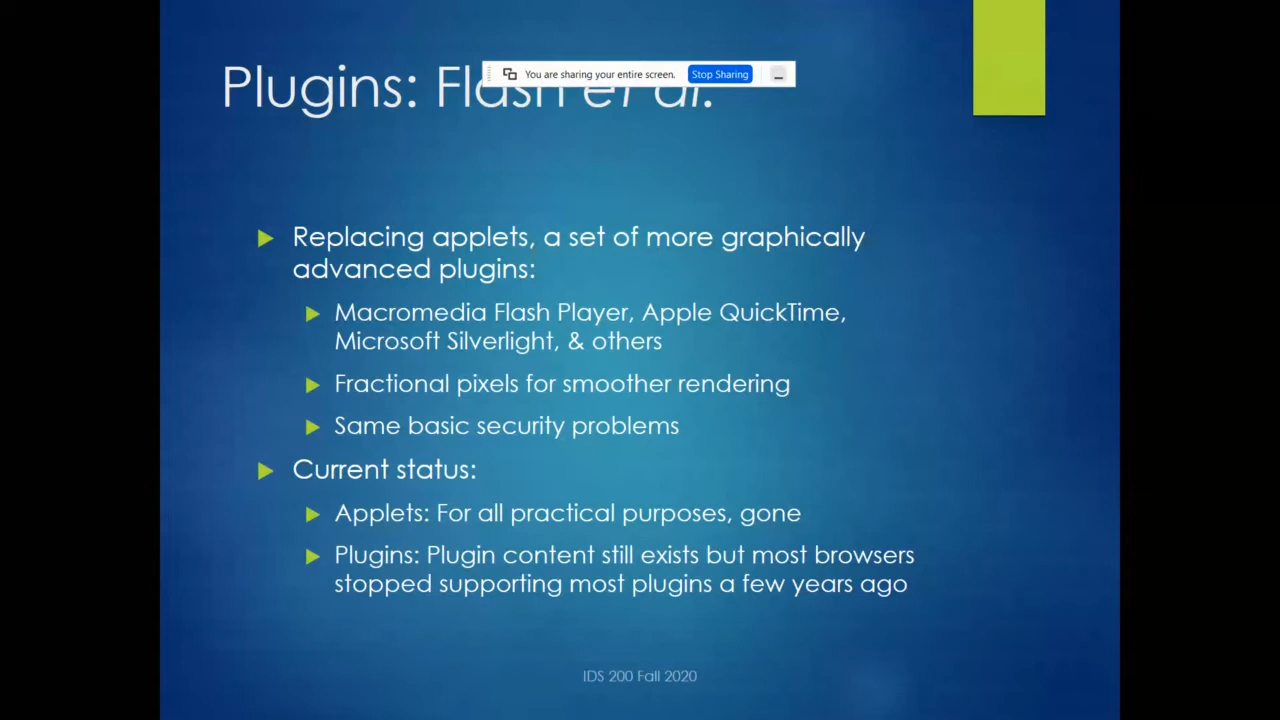 Plugins: Flash et al.
You are sharing your entire screen. Stop Sharing
Replacing applets, a set of more graphically
advanced plugins:
Macromedia Flash Player, Apple QuickTime,
Microsoft Silverlight, & others
Fractional pixels for smoother rendering
Same basic security problems
Current status:
Applets: For all practical purposes, gone
Plugins: Plugin content still exists but most browsers
stopped supporting most plugins a few years ago
IDS 200 Fall 2020